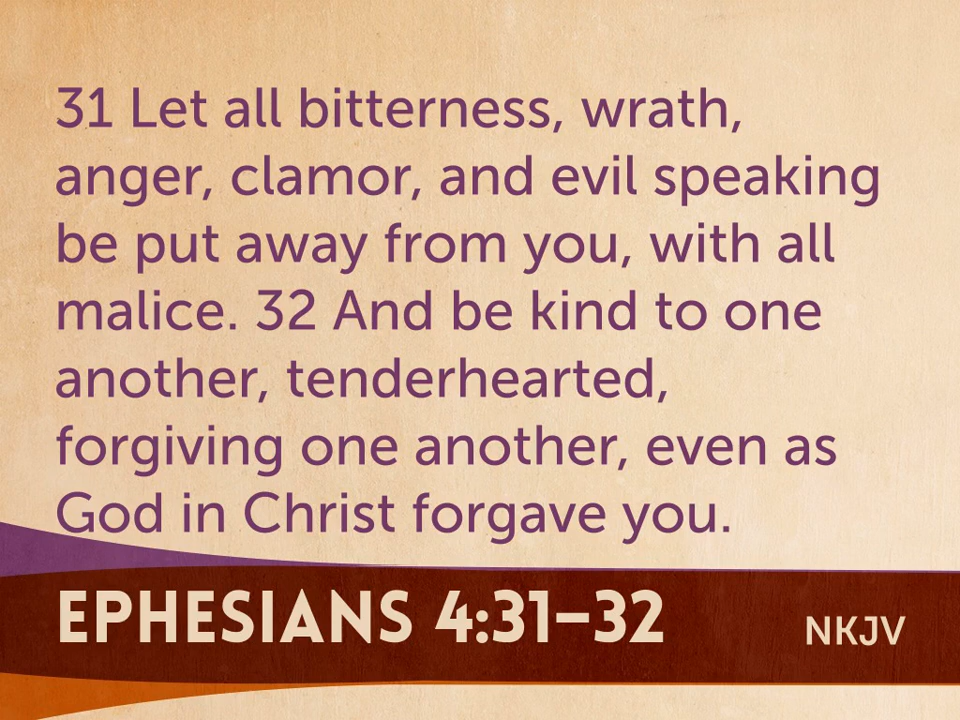 31 Let all bitterness, wrath,
anger, clamor, and evil speaking
be put away from you, with all
malice. 32 And be kind to one
another, tenderhearted,
forgiving one another, even as
God in Christ forgave you.
EPHESIANS 4:31–32
NKJV